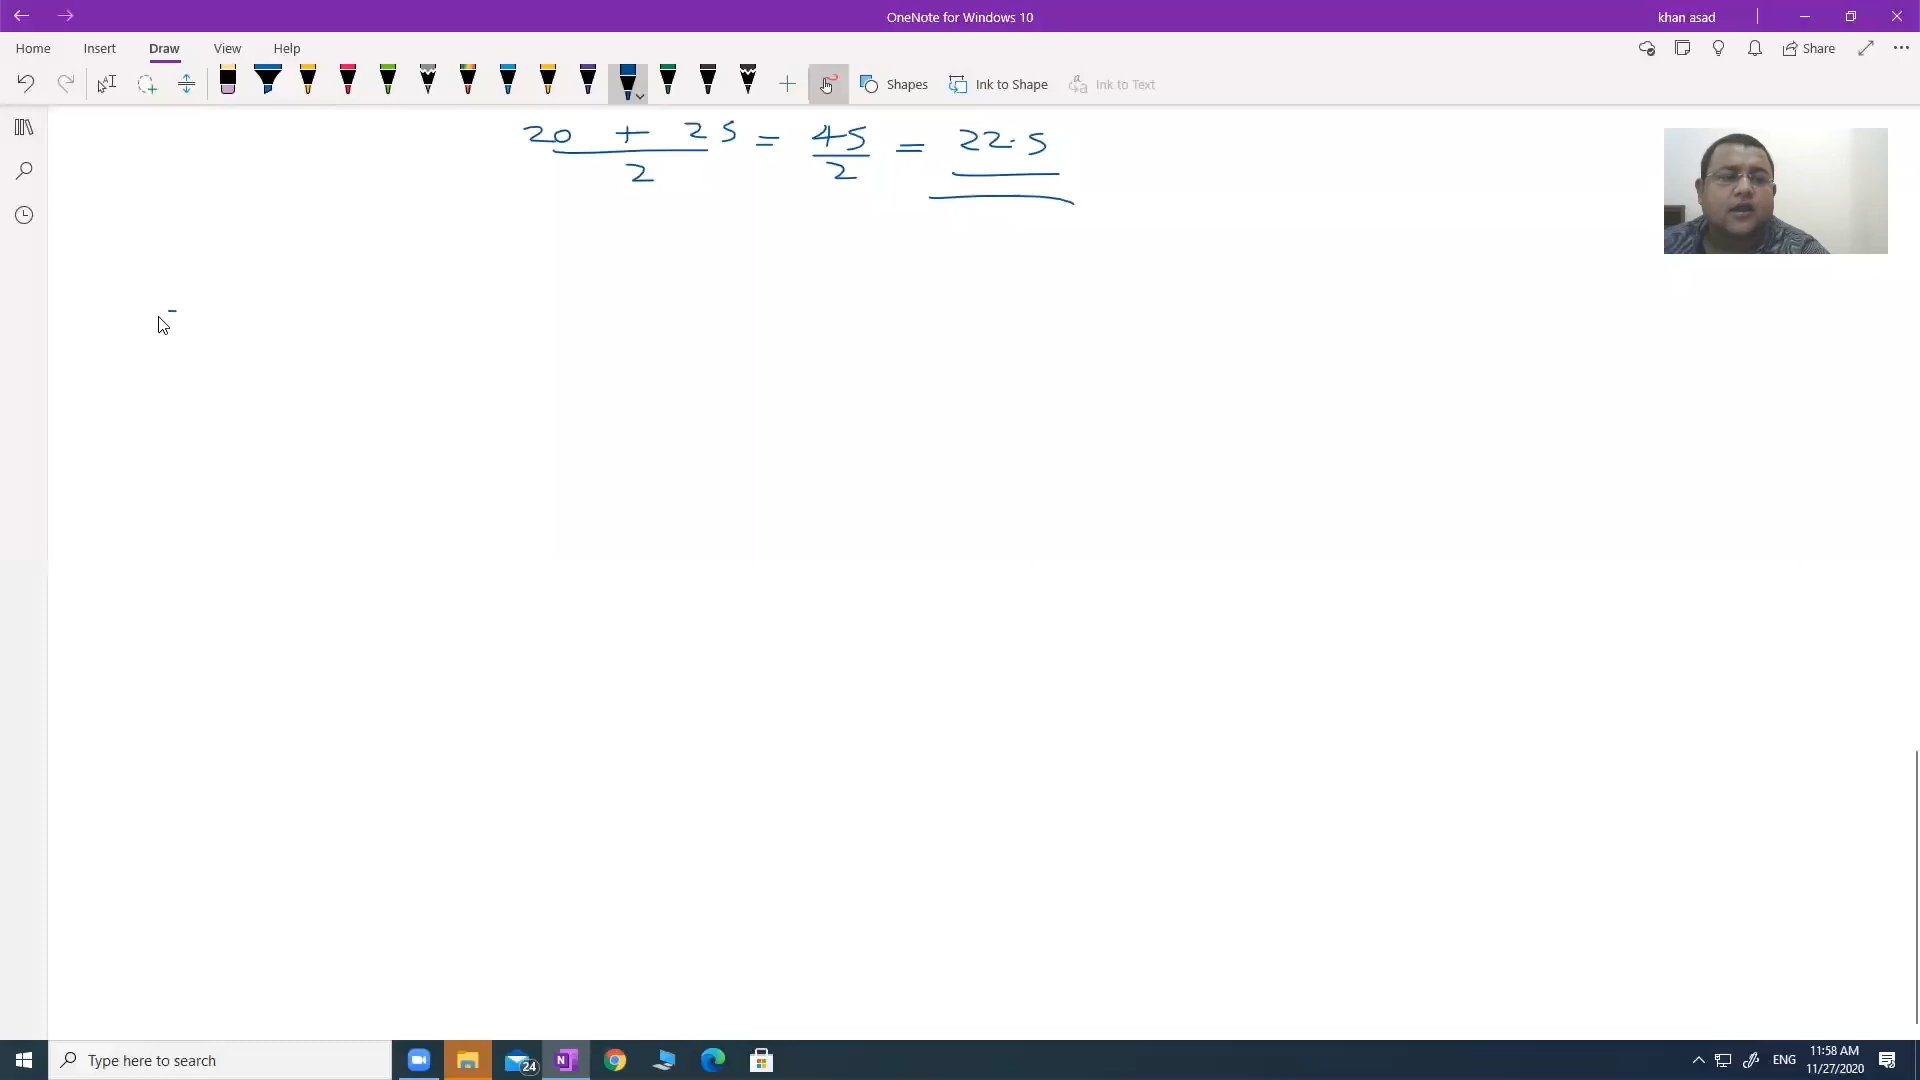 OneNote for Windows 10
khan asad
Home Insert Draw View Help
Share
Shapes
Ink to Shape
Ink to Text
20 + 25 = 45 = 22.5
2 2
Type here to search
24
ENG
11:58 AM
11/27/2020